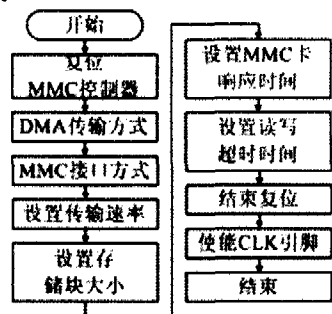 开始
复位
MMC控制器
DMA传输方式
MMC接口方式
设置传输速率
设置存
储块大小
设置MMC卡
响应时间
设置读写
超时时间
结束复位
使能CLK引脚
结束